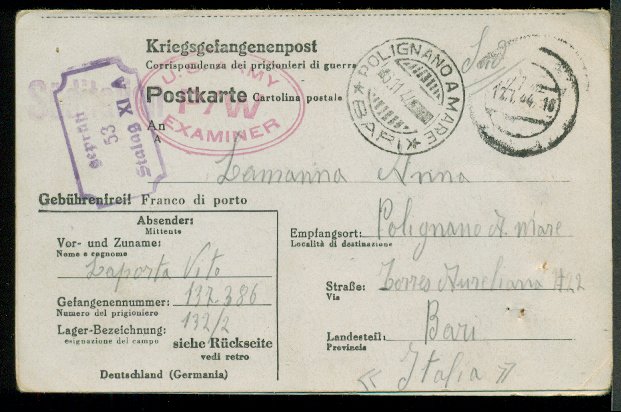 Kriegsgefangenenpost
Corrispondenza dei prigionieri di guerra
Postkarte Cartolina postale
U.S. ARMY
P/W
EXAMINER
POLIGNANO A MARE
BARI
Stalag XI A
53
geprüft
An
A
Lamanna Anna
Gebührenfrei! Franco di porto
Absender:
Mittente
Vor- und Zuname:
Nome e cognome
Laporta Vito
Gefangenennummer: 137.386
Numero del prigioniero
132/2
Lager-Bezeichnung:
esignazione del campo
siehe Rückseite
vedi retro
Deutschland (Germania)
Empfangsort: Polignano A mare
Località di destinazione
Straße: Torres Aureliana
Via
Landesteil: Bari
Provincia
« Italia »